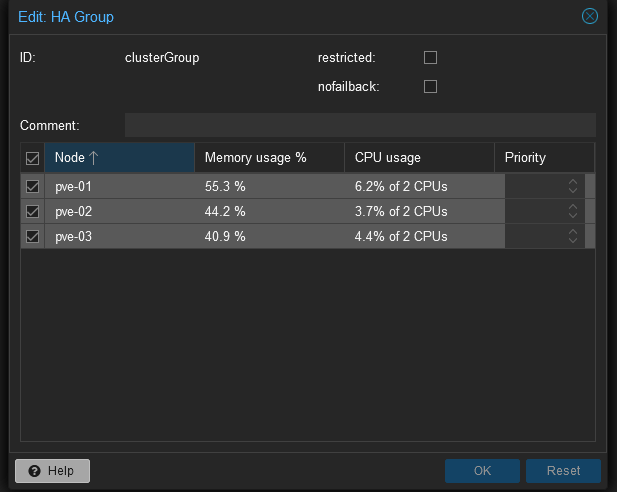 Edit: HA Group
ID: clusterGroup restricted:
nofailback:
Comment:
Node Memory usage % CPU usage Priority
pve-01 55.3 % 6.2% of 2 CPUs
pve-02 44.2 % 3.7% of 2 CPUs
pve-03 40.9 % 4.4% of 2 CPUs
Help OK Reset